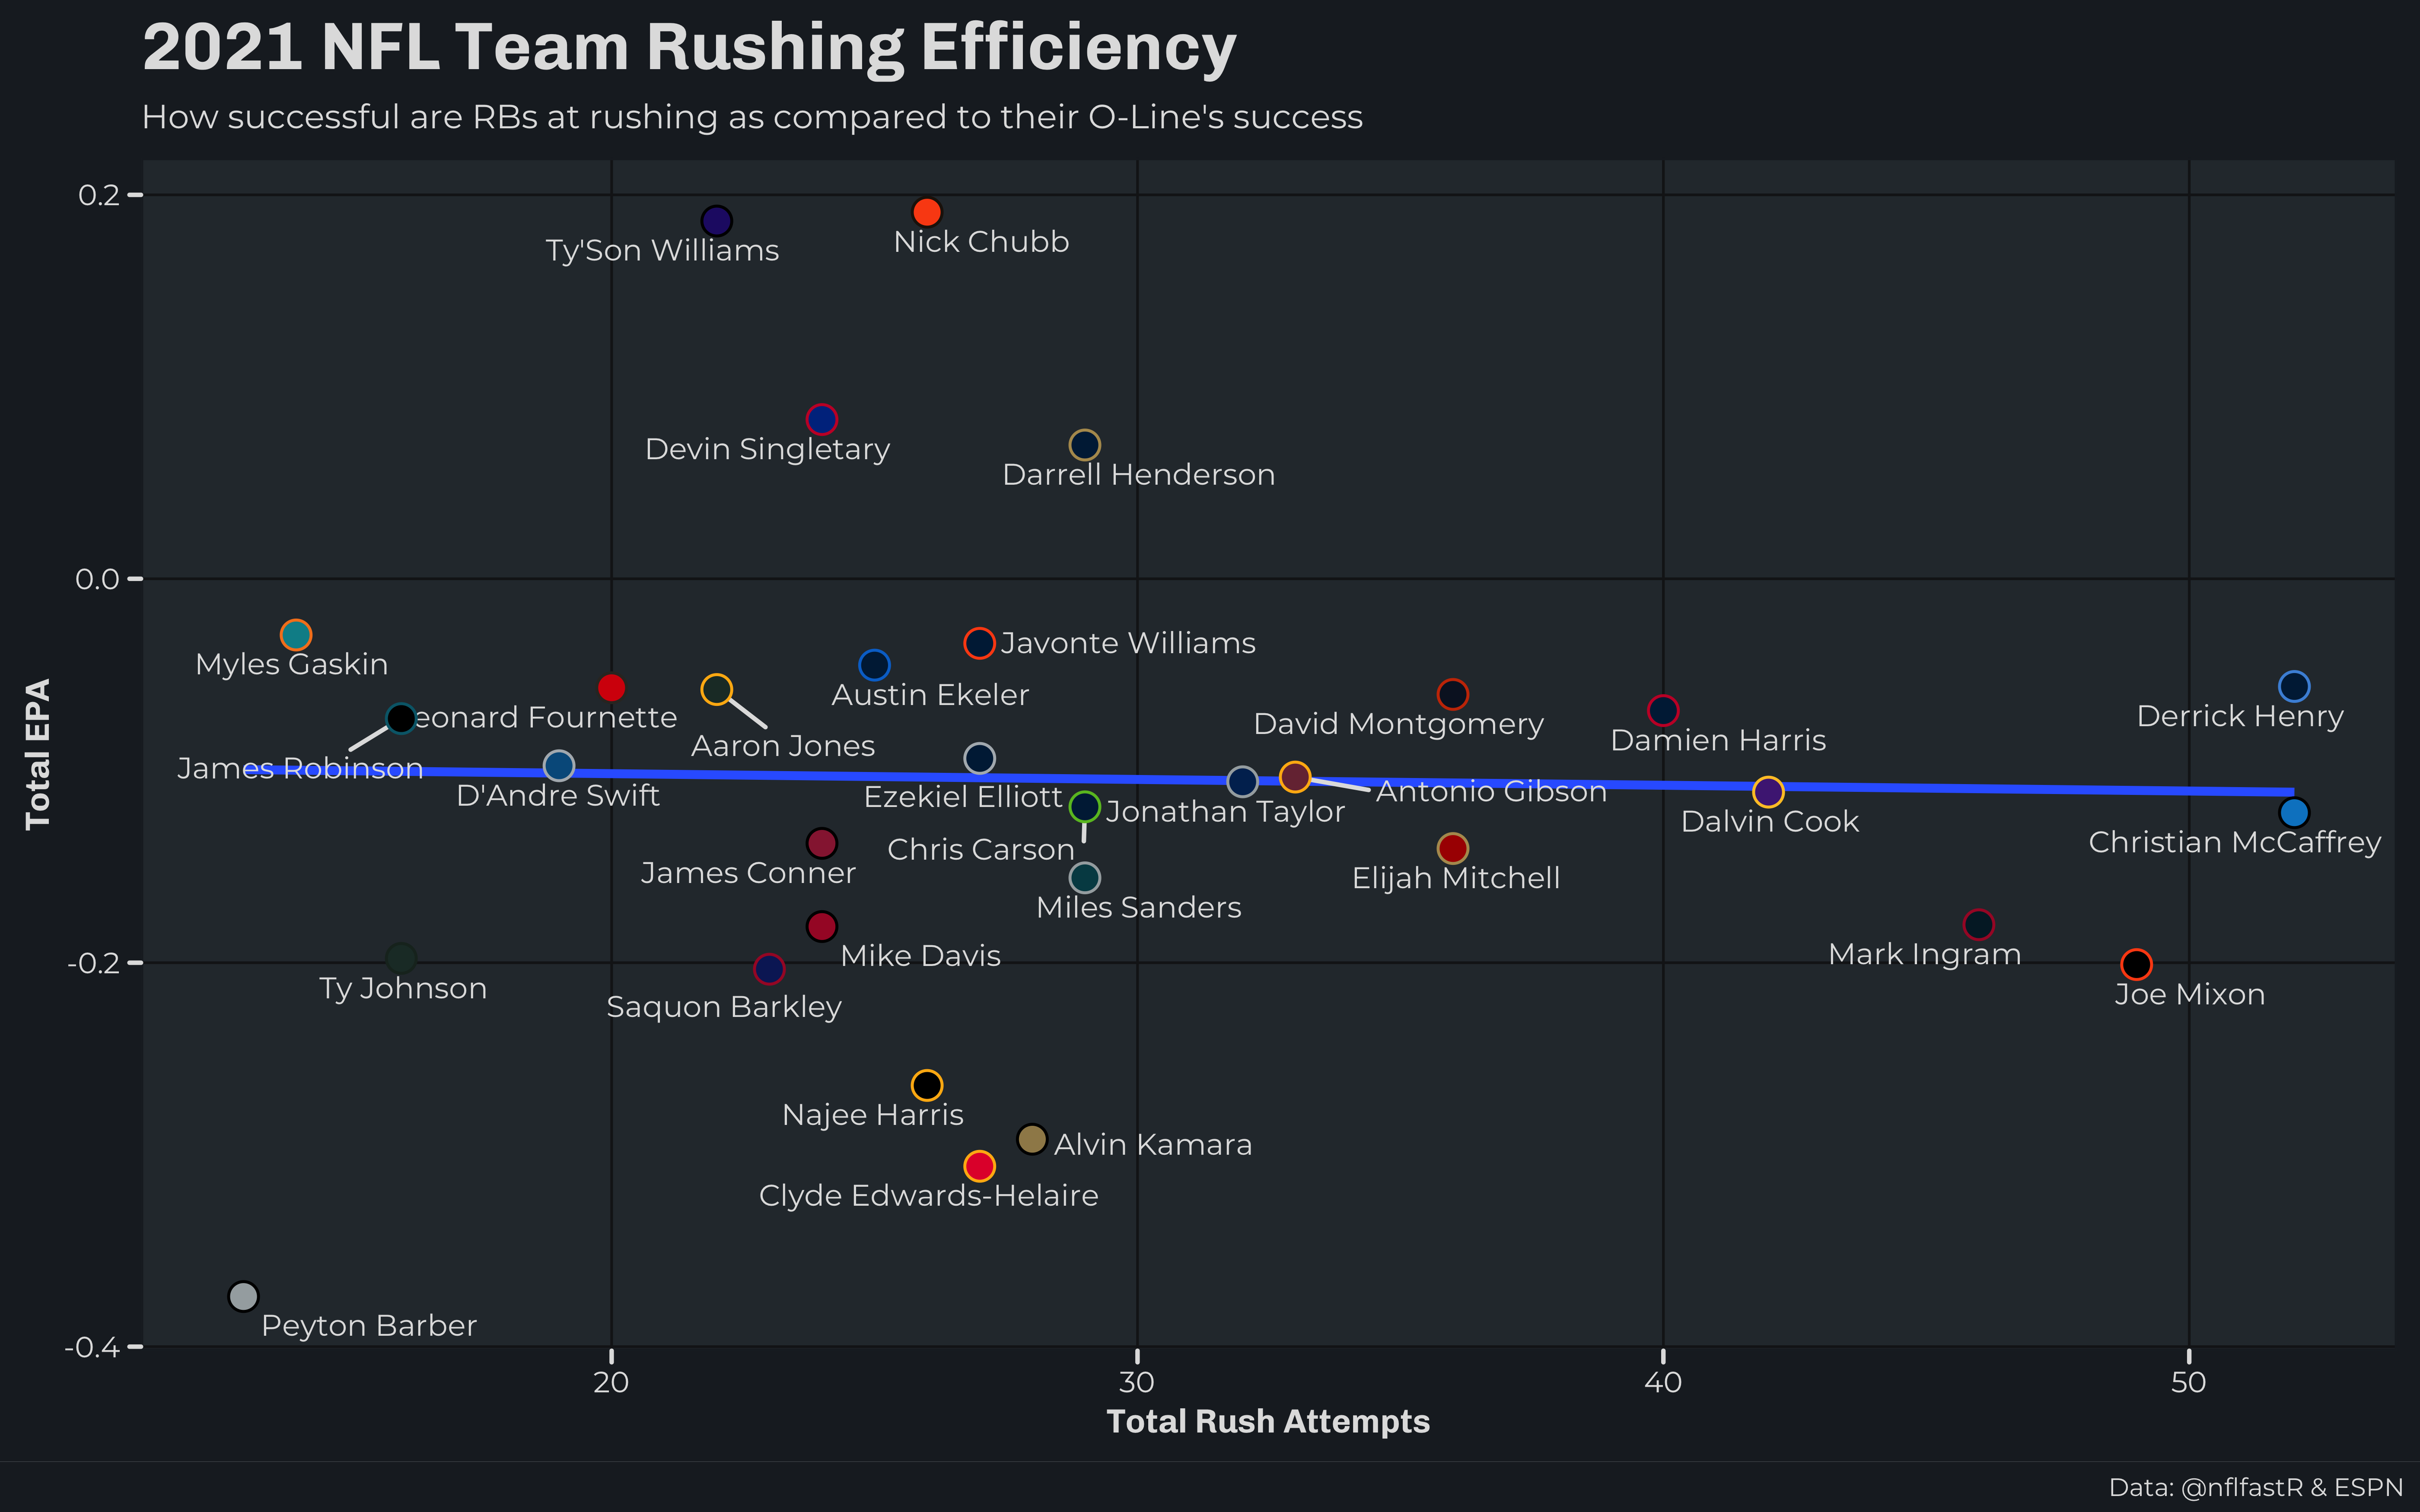 2021 NFL Team Rushing Efficiency
How successful are RBs at rushing as compared to their O-Line's success
Total EPA
0.2
0.0
-0.2
-0.4
Ty'Son Williams
Nick Chubb
Devin Singletary
Darrell Henderson
Myles Gaskin
Javonte Williams
Austin Ekeler
eonard Fournette
Aaron Jones
David Montgomery
Damien Harris
Derrick Henry
James Robinson
D'Andre Swift
Ezekiel Elliott
Jonathan Taylor
Antonio Gibson
Dalvin Cook
Christian McCaffrey
Chris Carson
James Conner
Elijah Mitchell
Miles Sanders
Mike Davis
Mark Ingram
Ty Johnson
Saquon Barkley
Joe Mixon
Najee Harris
Alvin Kamara
Clyde Edwards-Helaire
Peyton Barber
20
30
40
50
Total Rush Attempts
Data: @nflfastR & ESPN